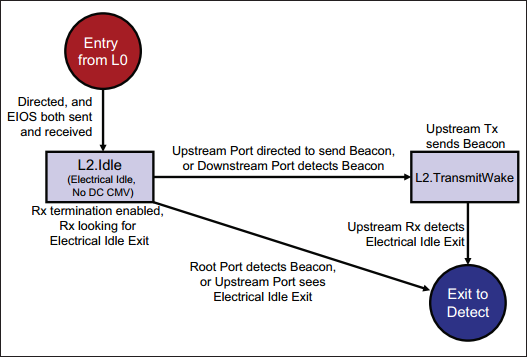 Entry
from L0
Directed, and
EIOS both sent
and received
L2.Idle
(Electrical Idle,
No DC CMV)
Rx termination enabled,
Rx looking for
Electrical Idle Exit
Upstream Port directed to send Beacon,
or Downstream Port detects Beacon
Upstream Tx
sends Beacon
L2.TransmitWake
Upstream Rx detects
Electrical Idle Exit
Root Port detects Beacon,
or Upstream Port sees
Electrical Idle Exit
Exit to
Detect